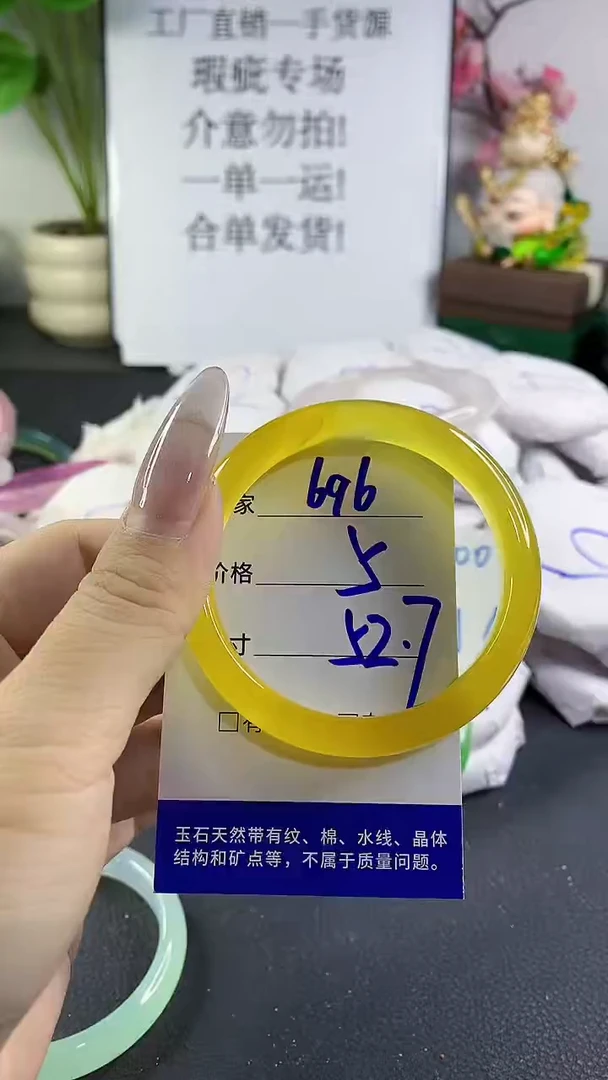 工厂直销一手货源
瑕疵专场
介意勿拍!
一单一运!
合单发货!
家 696
价格 5
寸 52.7
□有
玉石天然带有纹、棉、水线、晶体
结构和矿点等，不属于质量问题。